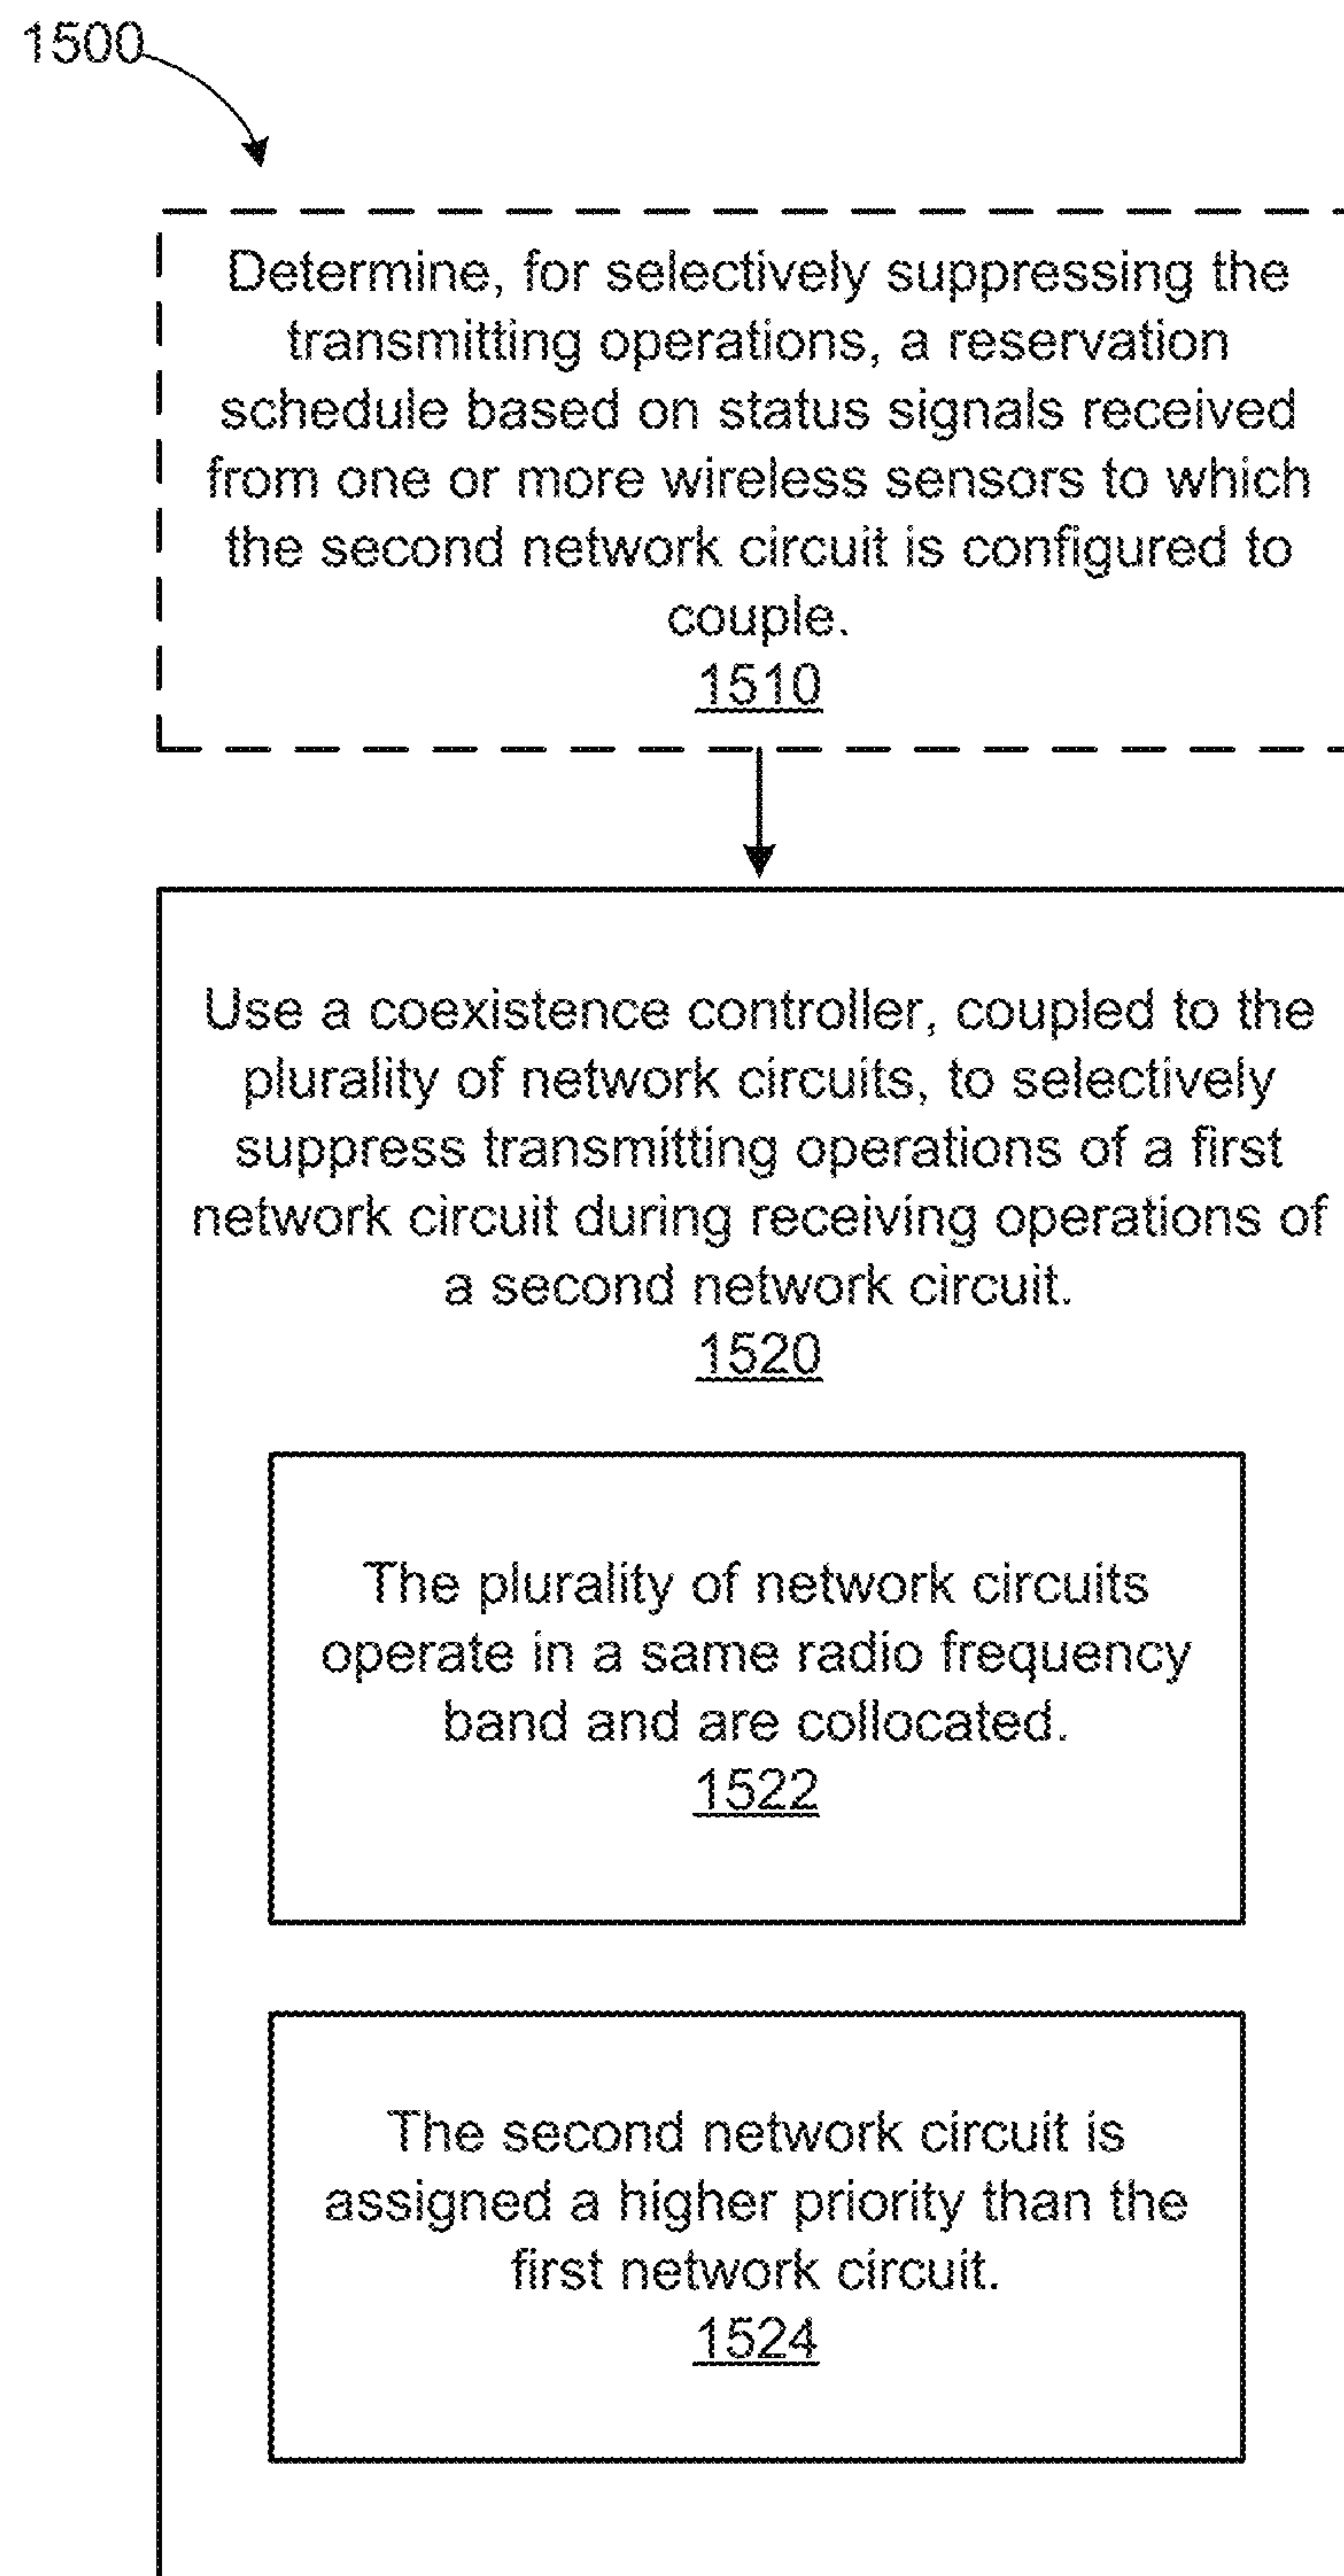 1500
Determine, for selectively suppressing the
transmitting operations, a reservation
schedule based on status signals received
from one or more wireless sensors to which
the second network circuit is configured to
couple.
1510
Use a coexistence controller, coupled to the
plurality of network circuits, to selectively
suppress transmitting operations of a first
network circuit during receiving operations of
a second network circuit.
1520
The plurality of network circuits
operate in a same radio frequency
band and are collocated.
1522
The second network circuit is
assigned a higher priority than the
first network circuit.
1524